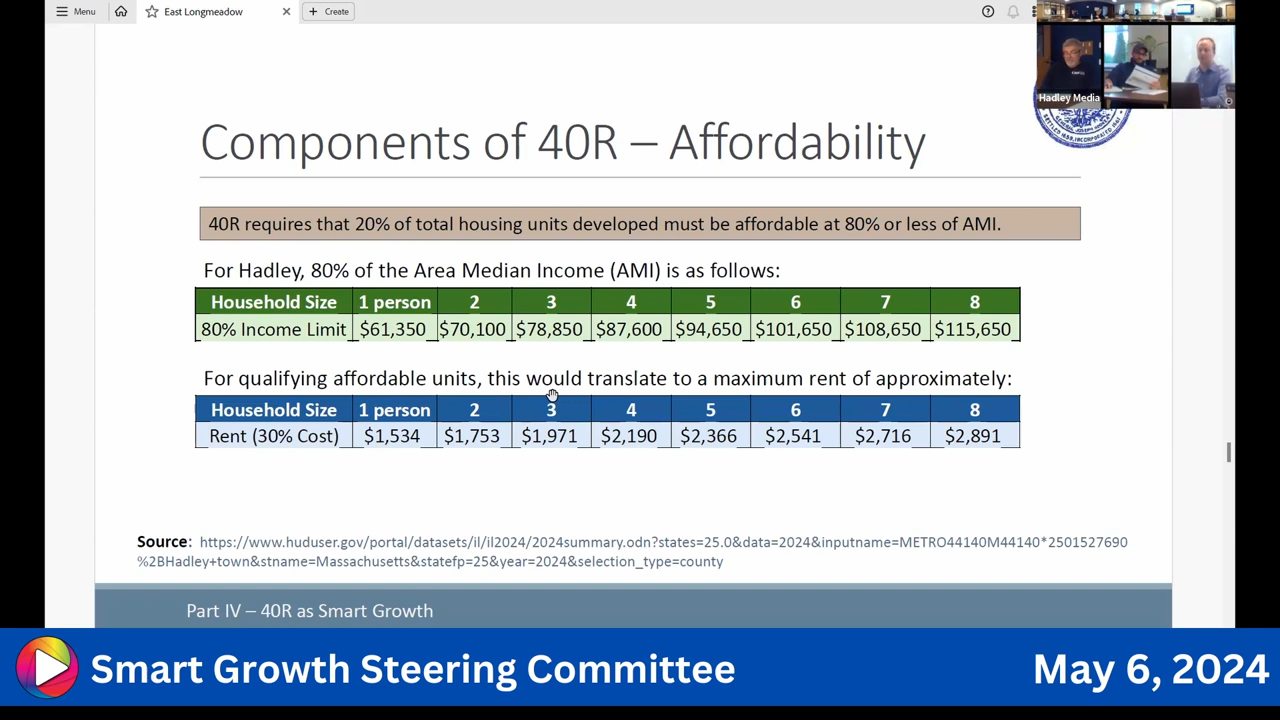 Menu
East Longmeadow
Create
Hadley Media
Components of 40R – Affordability
40R requires that 20% of total housing units developed must be affordable at 80% or less of AMI.
For Hadley, 80% of the Area Median Income (AMI) is as follows:
Household Size 1 person 2 3 4 5 6 7 8
80% Income Limit $61,350 $70,100 $78,850 $87,600 $94,650 $101,650 $108,650 $115,650
For qualifying affordable units, this would translate to a maximum rent of approximately:
Household Size 1 person 2 3 4 5 6 7 8
Rent (30% Cost) $1,534 $1,753 $1,971 $2,190 $2,366 $2,541 $2,716 $2,891
Source: https://www.huduser.gov/portal/datasets/il/il2024/2024summary.odn?states=25.0&data=2024&inputname=METRO44140M44140*2501527690
%2BHadley+town&stname=Massachusetts&statefp=25&year=2024&selection_type=county
Part IV – 40R as Smart Growth
Smart Growth Steering Committee May 6, 2024